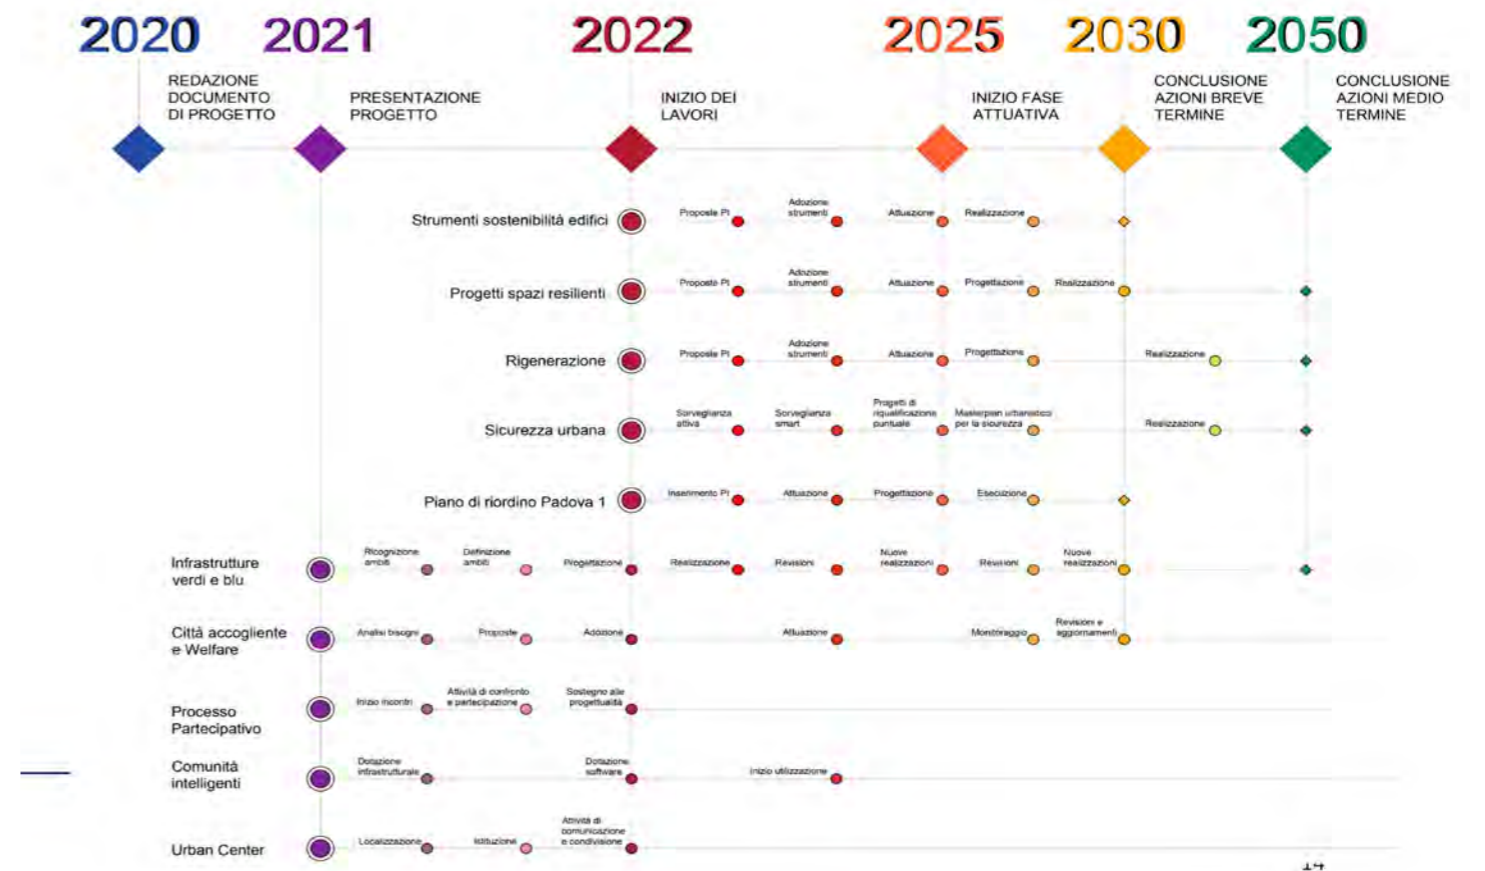 2020 2021 2022 2025 2030 2050
REDAZIONE
DOCUMENTO
DI PROGETTO
PRESENTAZIONE
PROGETTO
INIZIO DEI
LAVORI
INIZIO FASE
ATTUATIVA
CONCLUSIONE
AZIONI BREVE
TERMINE
CONCLUSIONE
AZIONI MEDIO
TERMINE
Strumenti sostenibilità edifici
Proposte PI
Adozione
strumenti
Attuazione
Realizzazione
Progetti spazi resilienti
Proposte PI
Adozione
strumenti
Attuazione
Progettazione
Realizzazione
Rigenerazione
Proposte PI
Adozione
strumenti
Attuazione
Progettazione
Realizzazione
Sicurezza urbana
Sorveglianza
attiva
Sorveglianza
smart
Progetti di
riqualificazione
puntuale
Masterplan urbanistico
per la sicurezza
Realizzazione
Piano di riordino Padova 1
Inserimento PI
Attuazione
Progettazione
Esecuzione
Infrastrutture
verdi e blu
Ricognizione
ambiti
Definizione
ambiti
Progettazione
Realizzazione
Revisioni
Nuove
realizzazioni
Revisioni
Nuove
realizzazioni
Città accogliente
e Welfare
Analisi bisogni
Proposte
Adozione
Attuazione
Monitoraggio
Revisioni e
aggiornamenti
Processo
Partecipativo
Inizio incontri
Attività di confronto
e partecipazione
Sostegno alle
progettualità
Comunità
intelligenti
Dotazione
infrastrutturale
Dotazione
software
Inizio utilizzazione
Urban Center
Localizzazione
Istituzione
Attività di
comunicazione
e condivisione
14